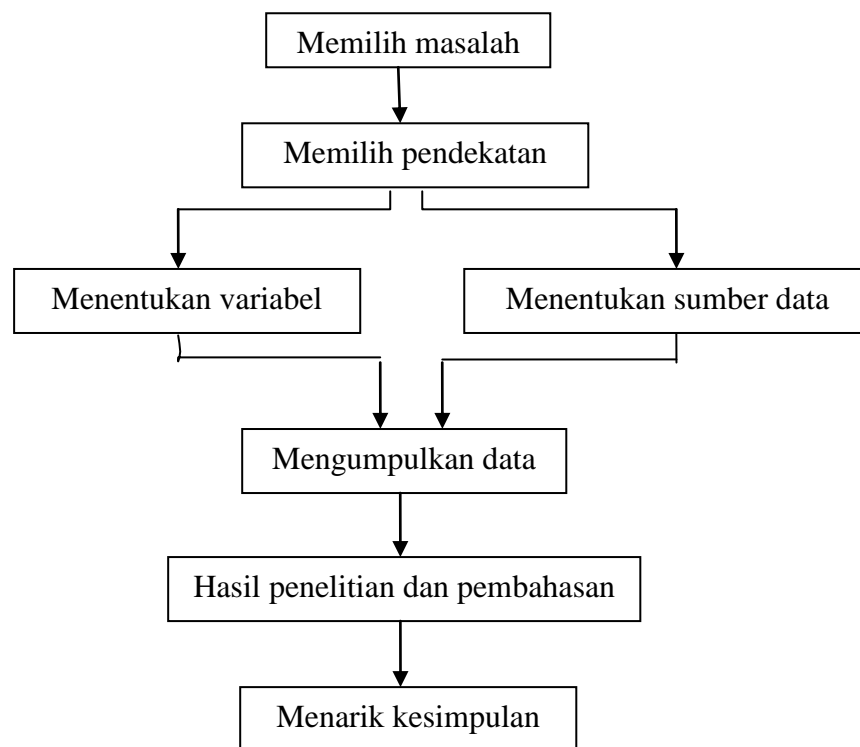 Memilih masalah
Memilih pendekatan
Menentukan variabel
Menentukan sumber data
Mengumpulkan data
Hasil penelitian dan pembahasan
Menarik kesimpulan